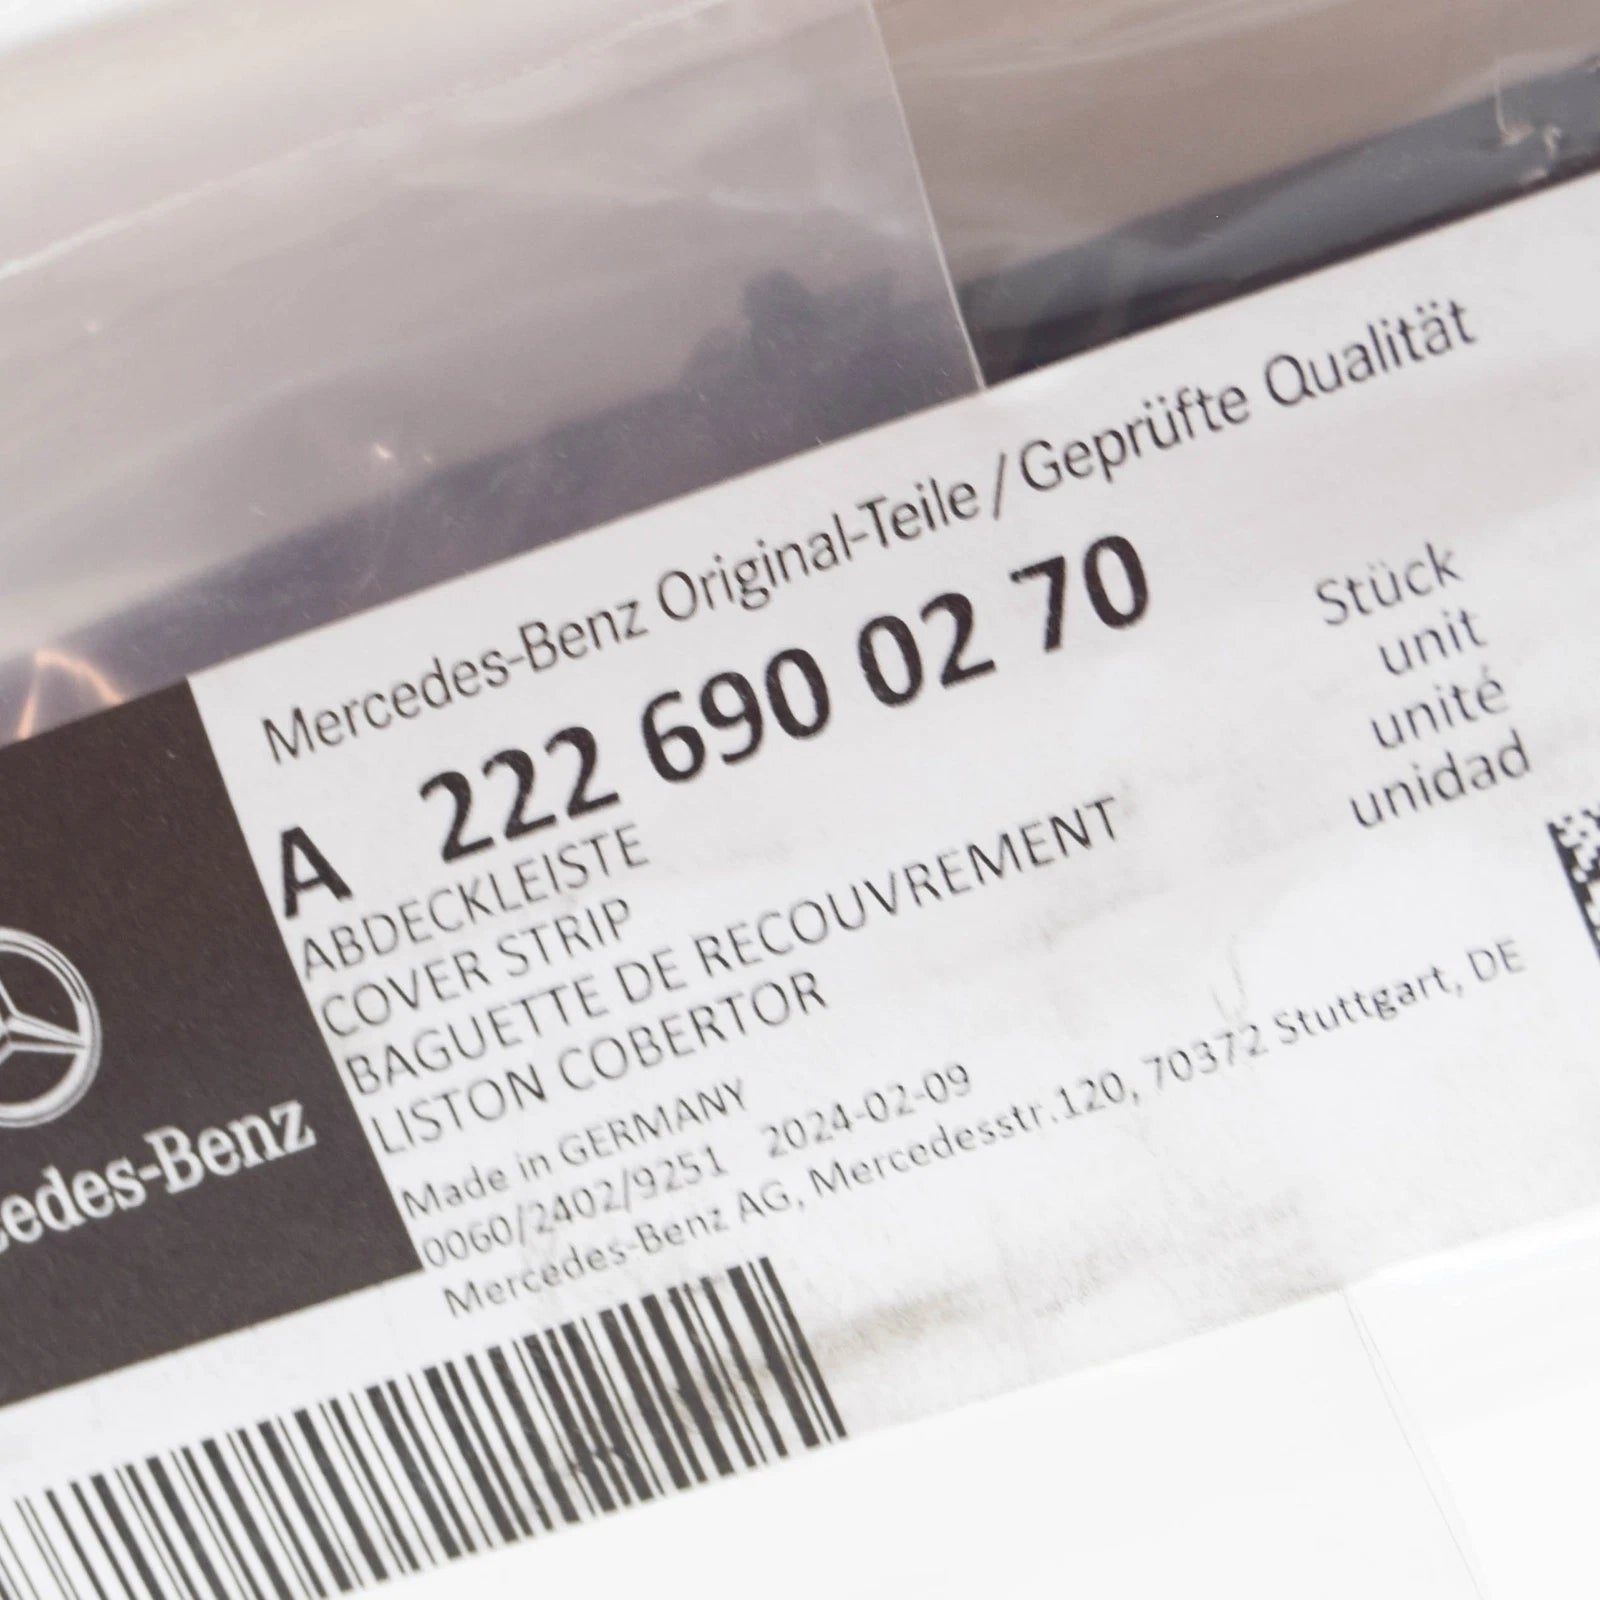 Mercedes-Benz Original-Teile / Geprüfte Qualität
A 222 690 02 70
ABDECKLEISTE
COVER STRIP
BAGUETTE DE RECOUVREMENT
LISTON COBERTOR
Made in GERMANY
0060/2402/9251 2024-02-09
Mercedes-Benz AG, Mercedesstr.120, 70372 Stuttgart, DE
Stück
unit
unité
unidad
cedes-Benz